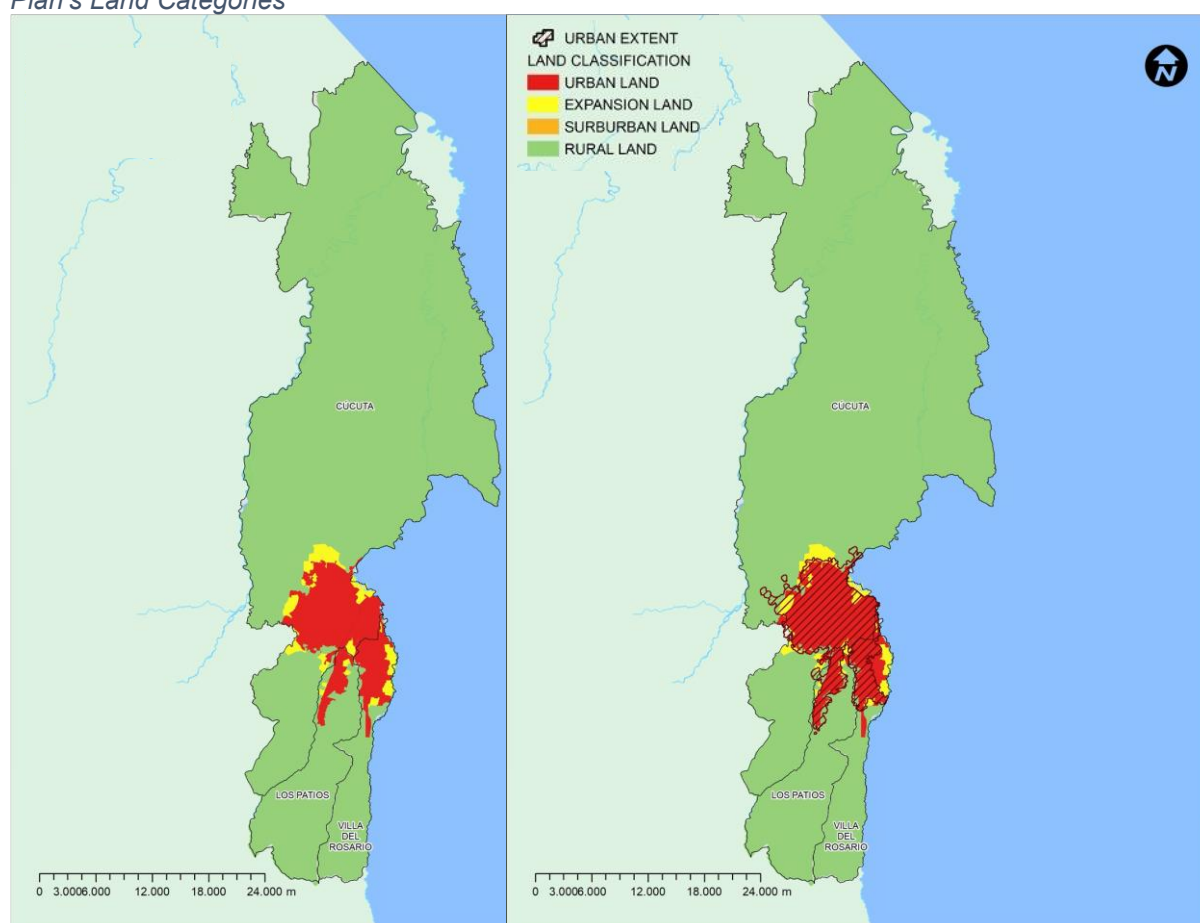 Plan's Land Categories
URBAN EXTENT
LAND CLASSIFICATION
URBAN LAND
EXPANSION LAND
SURBURBAN LAND
RURAL LAND
N
CÚCUTA
LOS PATIOS
VILLA
DEL
ROSARIO
0 3.0006.000 12.000 18.000 24.000 m
CÚCUTA
LOS PATIOS
VILLA
DEL
ROSARIO
0 3.0006.000 12.000 18.000 24.000 m